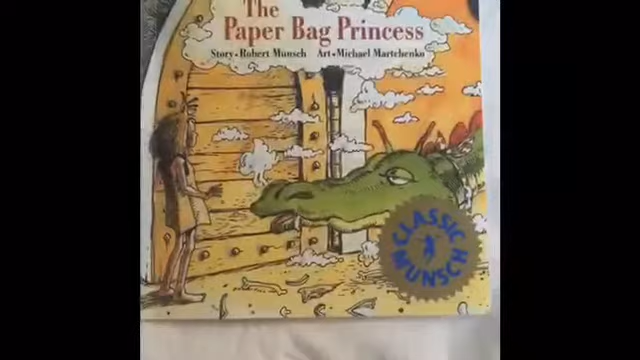 The
Paper Bag Princess
Story • Robert Munsch Art • Michael Martchenko
CLASSIC
MUNSCH